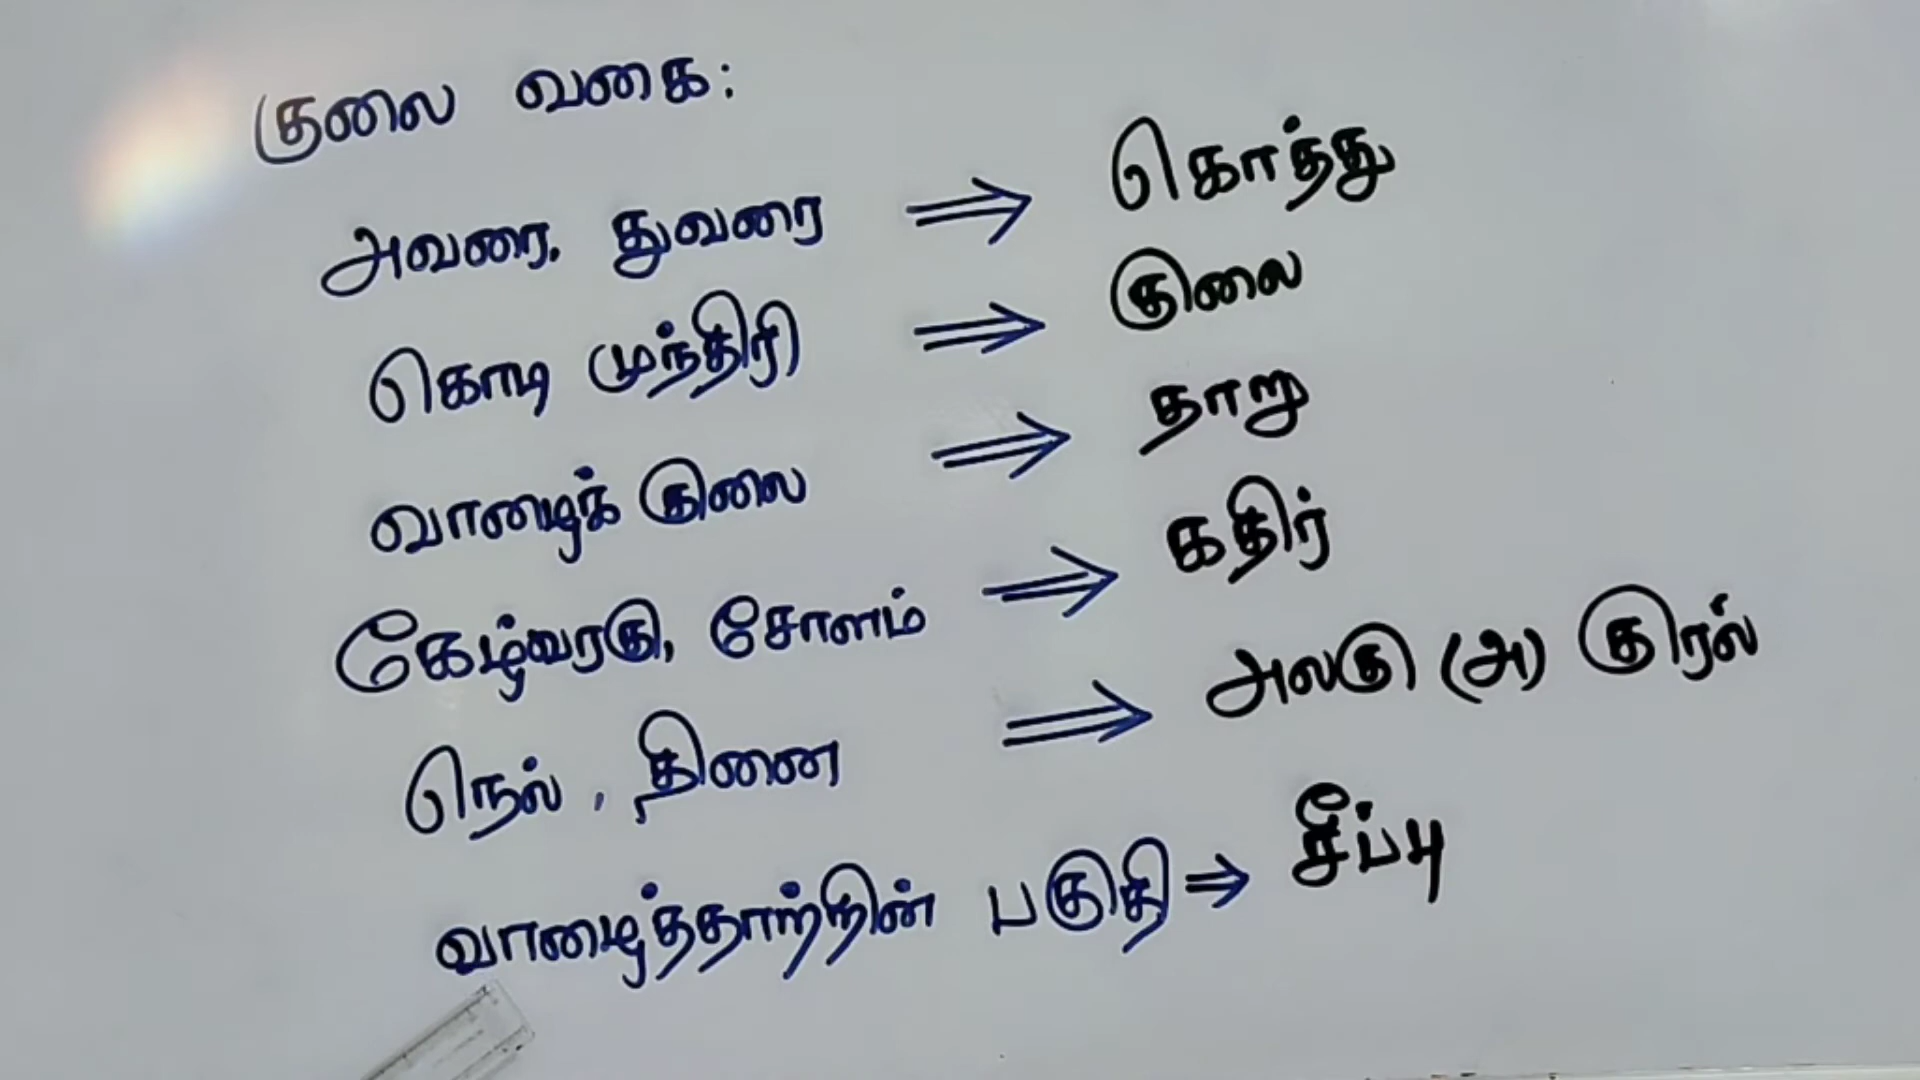 குலை வகை:
அவரை, துவரை ⇒ கொத்து
கொடி முந்திரி ⇒ குலை
வாழைக் குலை ⇒ தாறு
கேழ்வரகு, சோளம் ⇒ கதிர்
நெல், தினை ⇒ அலகு (அ) குரல்
வாழைத்தாற்றின் பகுதி ⇒ சீப்பு